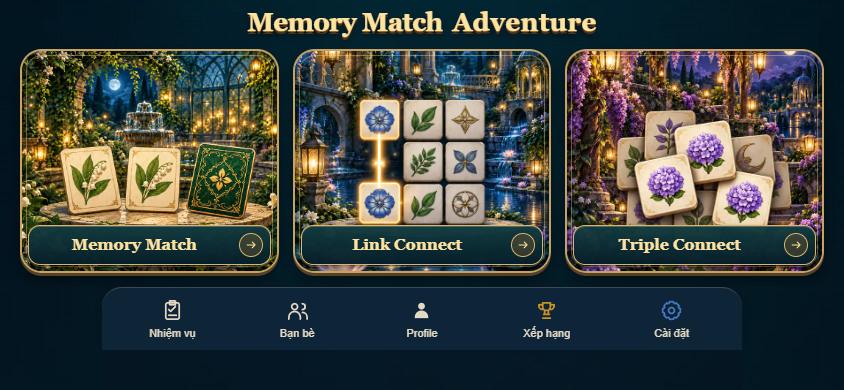 Memory Match Adventure
Memory Match
Link Connect
Triple Connect
Nhiệm vụ
Bạn bè
Profile
Xếp hạng
Cài đặt